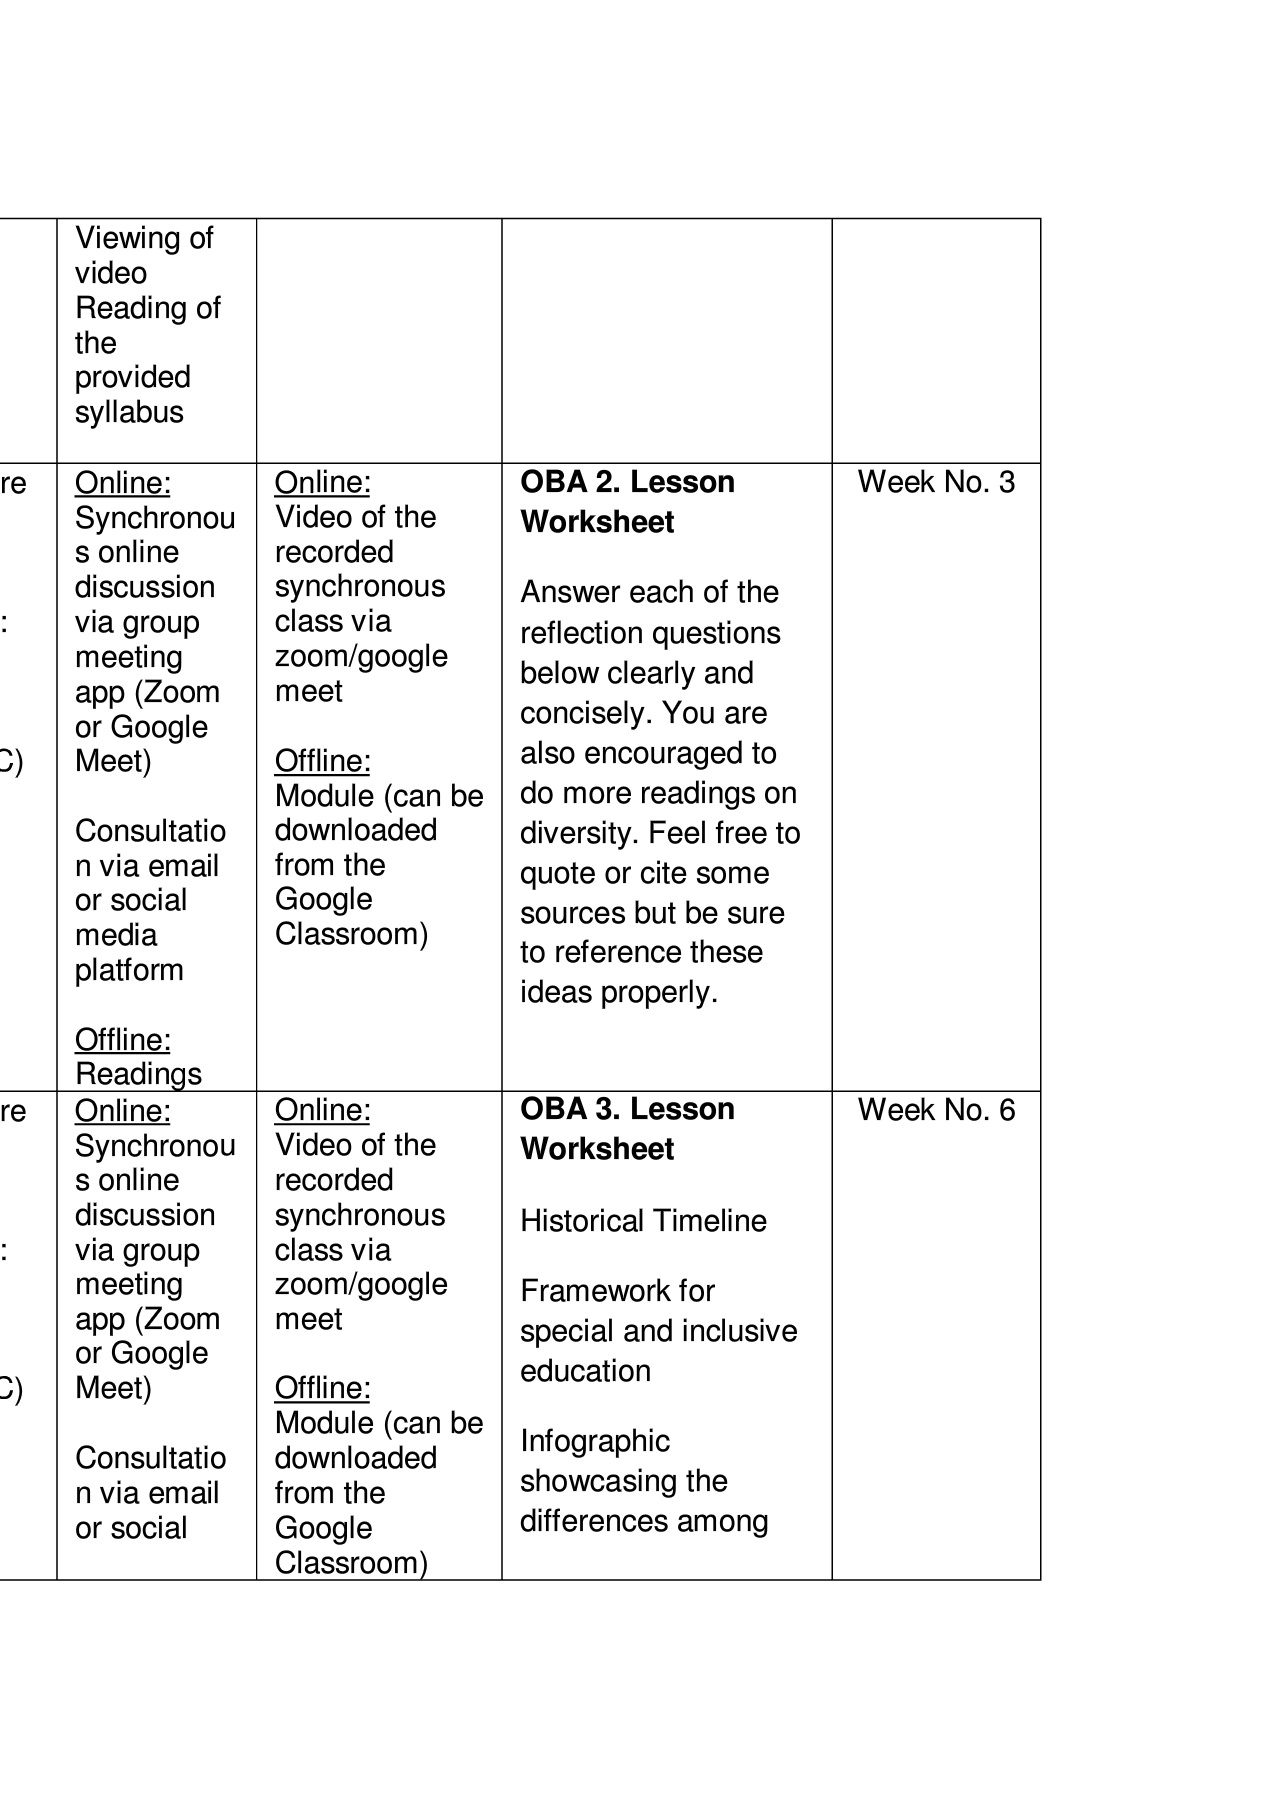 Viewing of
video
Reading of
the
provided
syllabus
re
:
C)
Online:
Synchronou
s online
discussion
via group
meeting
app (Zoom
or Google
Meet)
Consultatio
n via email
or social
media
platform
Offline:
Readings
Online:
Video of the
recorded
synchronous
class via
zoom/google
meet
Offline:
Module (can be
downloaded
from the
Google
Classroom)
OBA 2. Lesson
Worksheet
Answer each of the
reflection questions
below clearly and
concisely. You are
also encouraged to
do more readings on
diversity. Feel free to
quote or cite some
sources but be sure
to reference these
ideas properly.
Week No. 3
re
:
C)
Online:
Synchronou
s online
discussion
via group
meeting
app (Zoom
or Google
Meet)
Consultatio
n via email
or social
Online:
Video of the
recorded
synchronous
class via
zoom/google
meet
Offline:
Module (can be
downloaded
from the
Google
Classroom)
OBA 3. Lesson
Worksheet
Historical Timeline
Framework for
special and inclusive
education
Infographic
showcasing the
differences among
Week No. 6